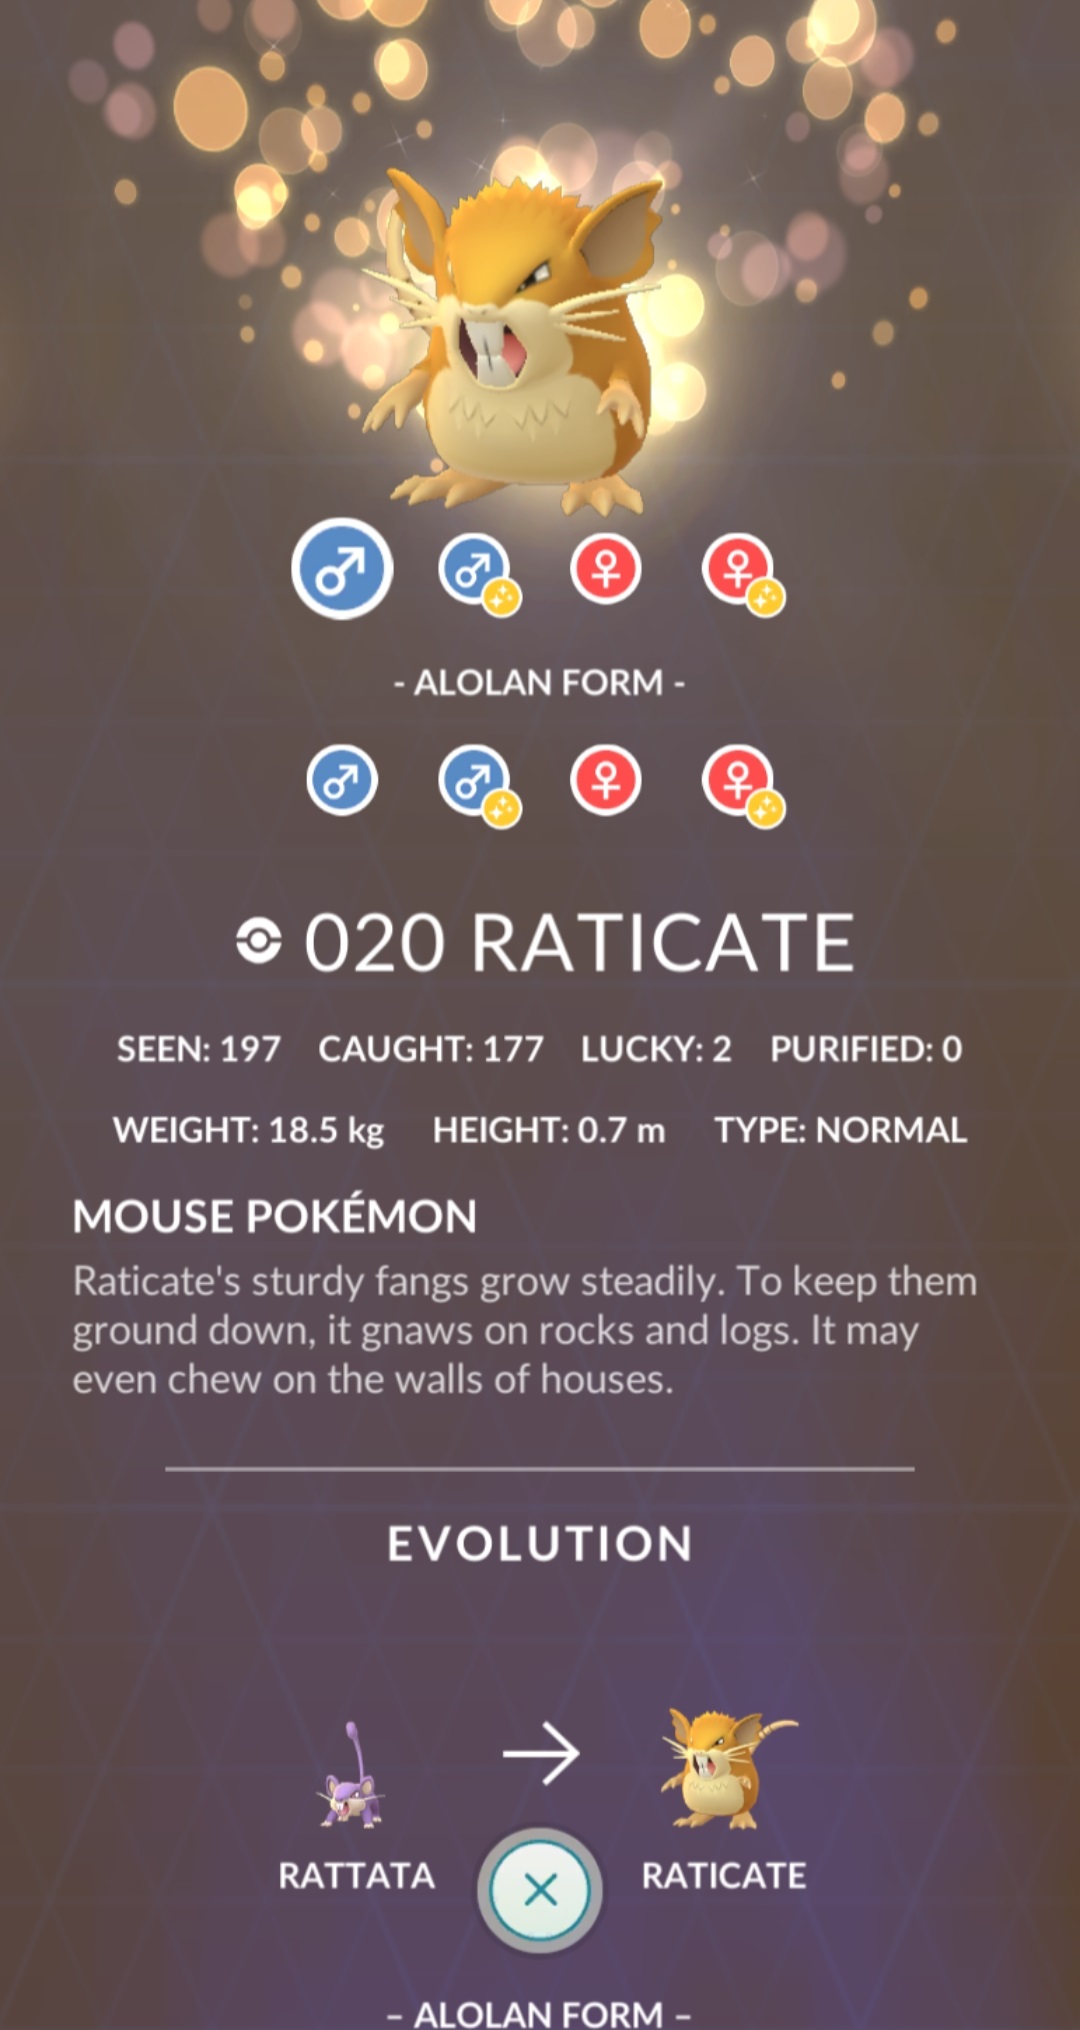 - ALOLAN FORM -
020 RATICATE
SEEN: 197 CAUGHT: 177 LUCKY: 2 PURIFIED: 0
WEIGHT: 18.5 kg HEIGHT: 0.7 m TYPE: NORMAL
MOUSE POKÉMON
Raticate's sturdy fangs grow steadily. To keep them
ground down, it gnaws on rocks and logs. It may
even chew on the walls of houses.
EVOLUTION
RATTATA RATICATE
– ALOLAN FORM –